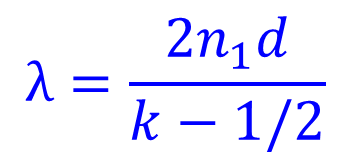 λ = 2n₁d / (k − 1/2)